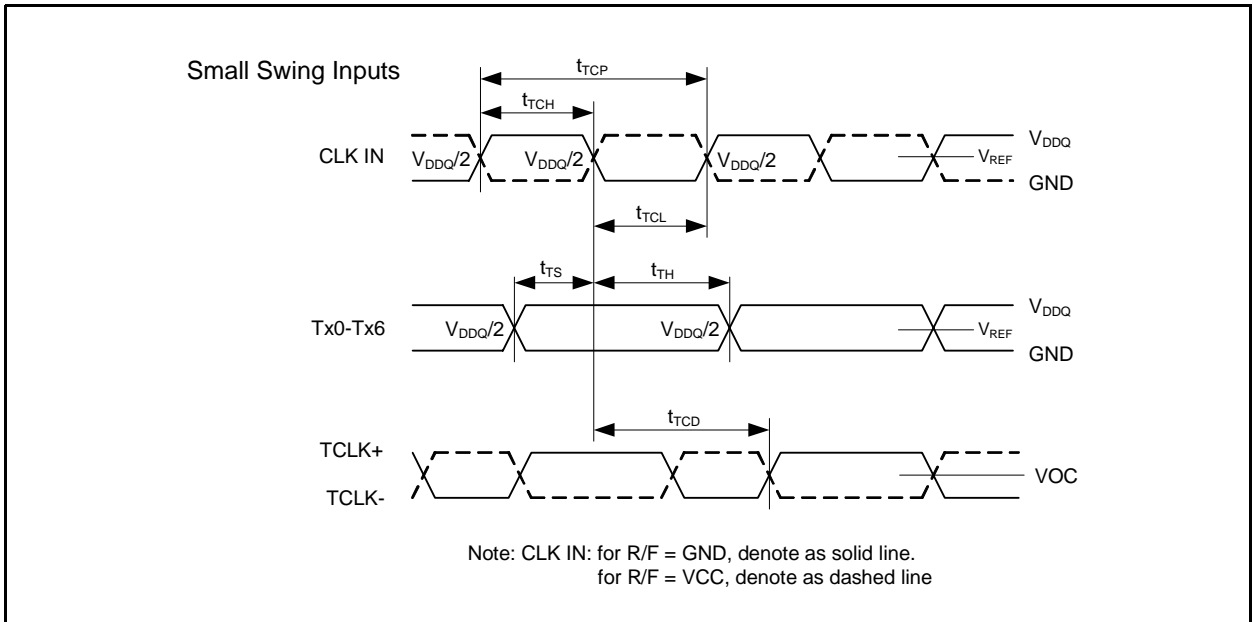 Small Swing Inputs
tTCP
tTCH
CLK IN
VDDQ/2
VDDQ/2
VDDQ/2
VDDQ
VREF
GND
tTCL
tTS
tTH
Tx0-Tx6
VDDQ/2
VDDQ/2
VDDQ
VREF
GND
tTCD
TCLK+
TCLK-
VOC
Note: CLK IN: for R/F = GND, denote as solid line.
for R/F = VCC, denote as dashed line